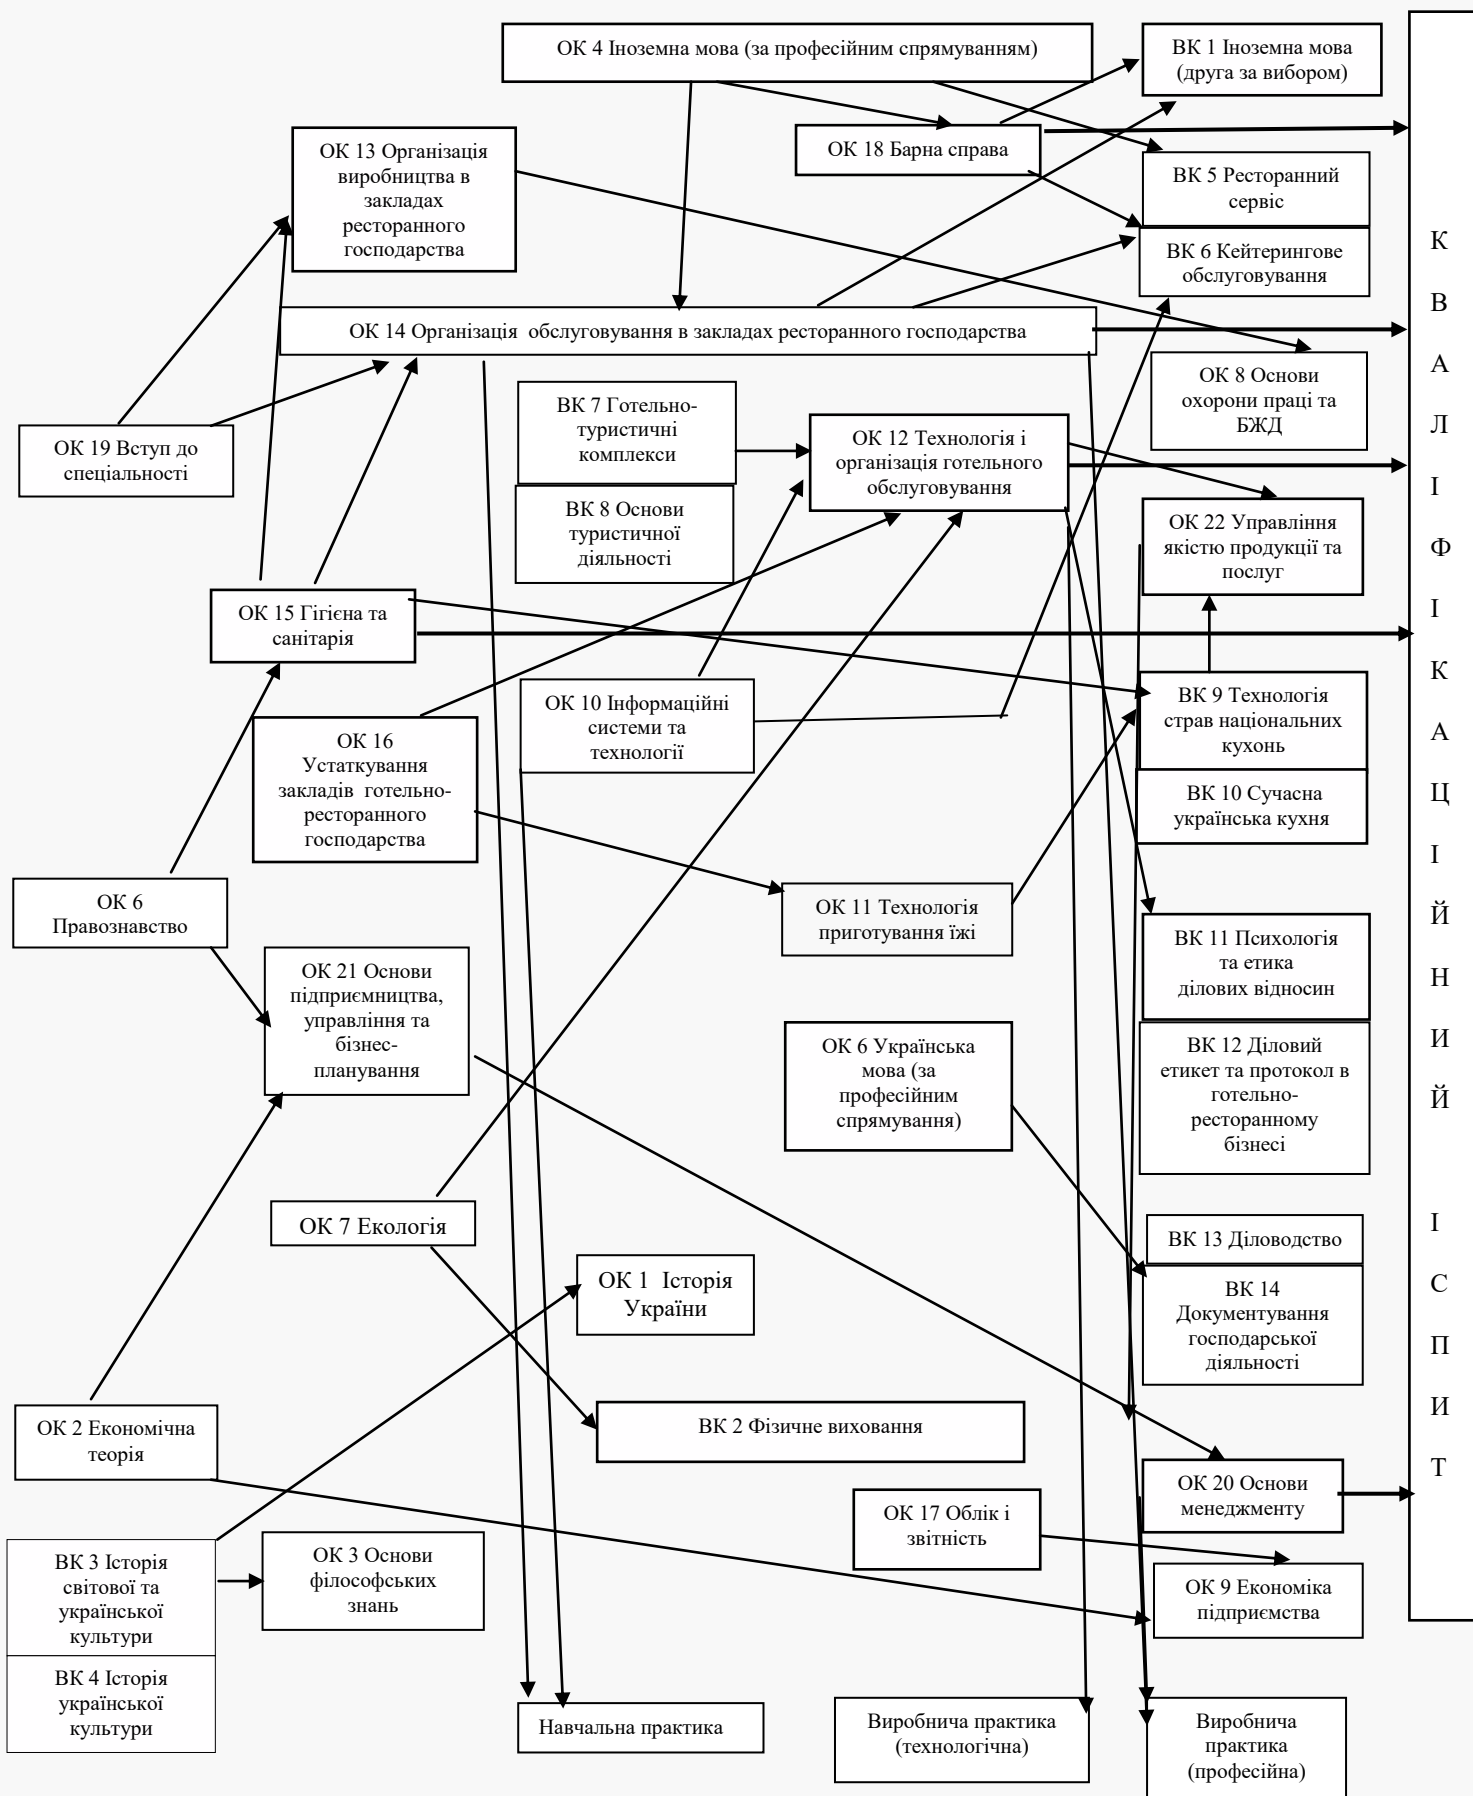 ОК 4 Іноземна мова (за професійним спрямуванням)
ВК 1 Іноземна мова
(друга за вибором)
ОК 13 Організація
виробництва в
закладах
ресторанного
господарства
ОК 18 Барна справа
ВК 5 Ресторанний
сервіс
ВК 6 Кейтерингове
обслуговування
ОК 14 Організація обслуговування в закладах ресторанного господарства
ОК 8 Основи
охорони праці та
БЖД
ОК 19 Вступ до
спеціальності
ВК 7 Готельно-
туристичні
комплекси
ВК 8 Основи
туристичної
діяльності
ОК 12 Технологія і
організація готельного
обслуговування
ОК 22 Управління
якістю продукції та
послуг
ОК 15 Гігієна та
санітарія
ОК 10 Інформаційні
системи та
технології
ВК 9 Технологія
страв національних
кухонь
ВК 10 Сучасна
українська кухня
ОК 16
Устаткування
закладів готельно-
ресторанного
господарства
ОК 6
Правознавство
ОК 11 Технологія
приготування їжі
ВК 11 Психологія
та етика
ділових відносин
ОК 21 Основи
підприємництва,
управління та
бізнес-
планування
ОК 6 Українська
мова (за
професійним
спрямування)
ВК 12 Діловий
етикет та протокол в
готельно-
ресторанному
бізнесі
ОК 7 Екологія
ВК 13 Діловодство
ВК 14
Документування
господарської
діяльності
ОК 1 Історія
України
ОК 2 Економічна
теорія
ВК 2 Фізичне виховання
ОК 20 Основи
менеджменту
ОК 17 Облік і
звітність
ВК 3 Історія
світової та
української
культури
ОК 3 Основи
філософських
знань
ОК 9 Економіка
підприємства
ВК 4 Історія
української
культури
Навчальна практика
Виробнича практика
(технологічна)
Виробнича
практика
(професійна)
К
В
А
Л
І
Ф
І
К
А
Ц
І
Й
Н
И
Й
І
С
П
И
Т